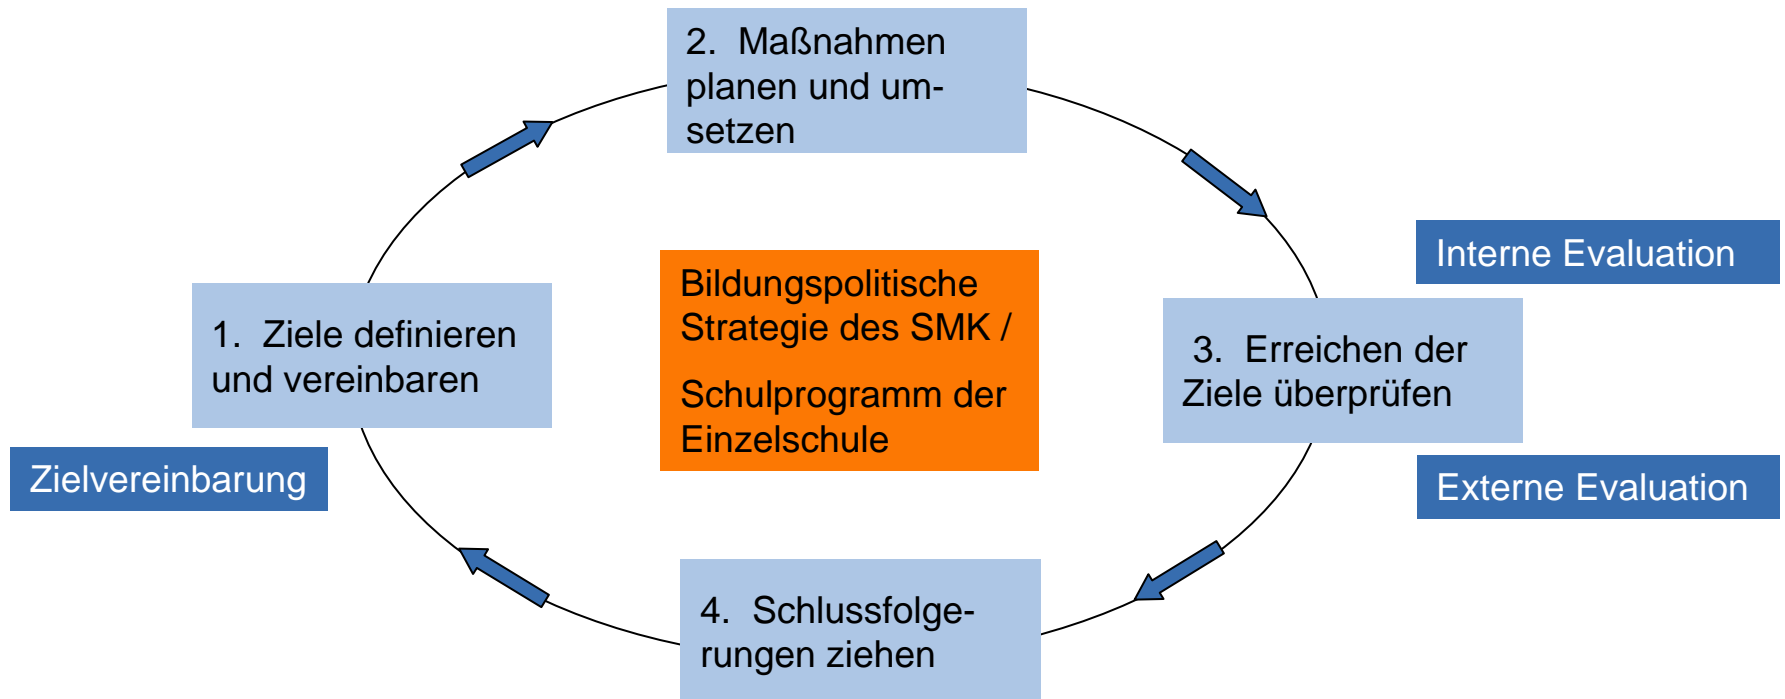 2. Maßnahmen
planen und um-
setzen
Interne Evaluation
Bildungspolitische
Strategie des SMK /
Schulprogramm der
Einzelschule
1. Ziele definieren
und vereinbaren
3. Erreichen der
Ziele überprüfen
Zielvereinbarung
Externe Evaluation
4. Schlussfolge-
rungen ziehen